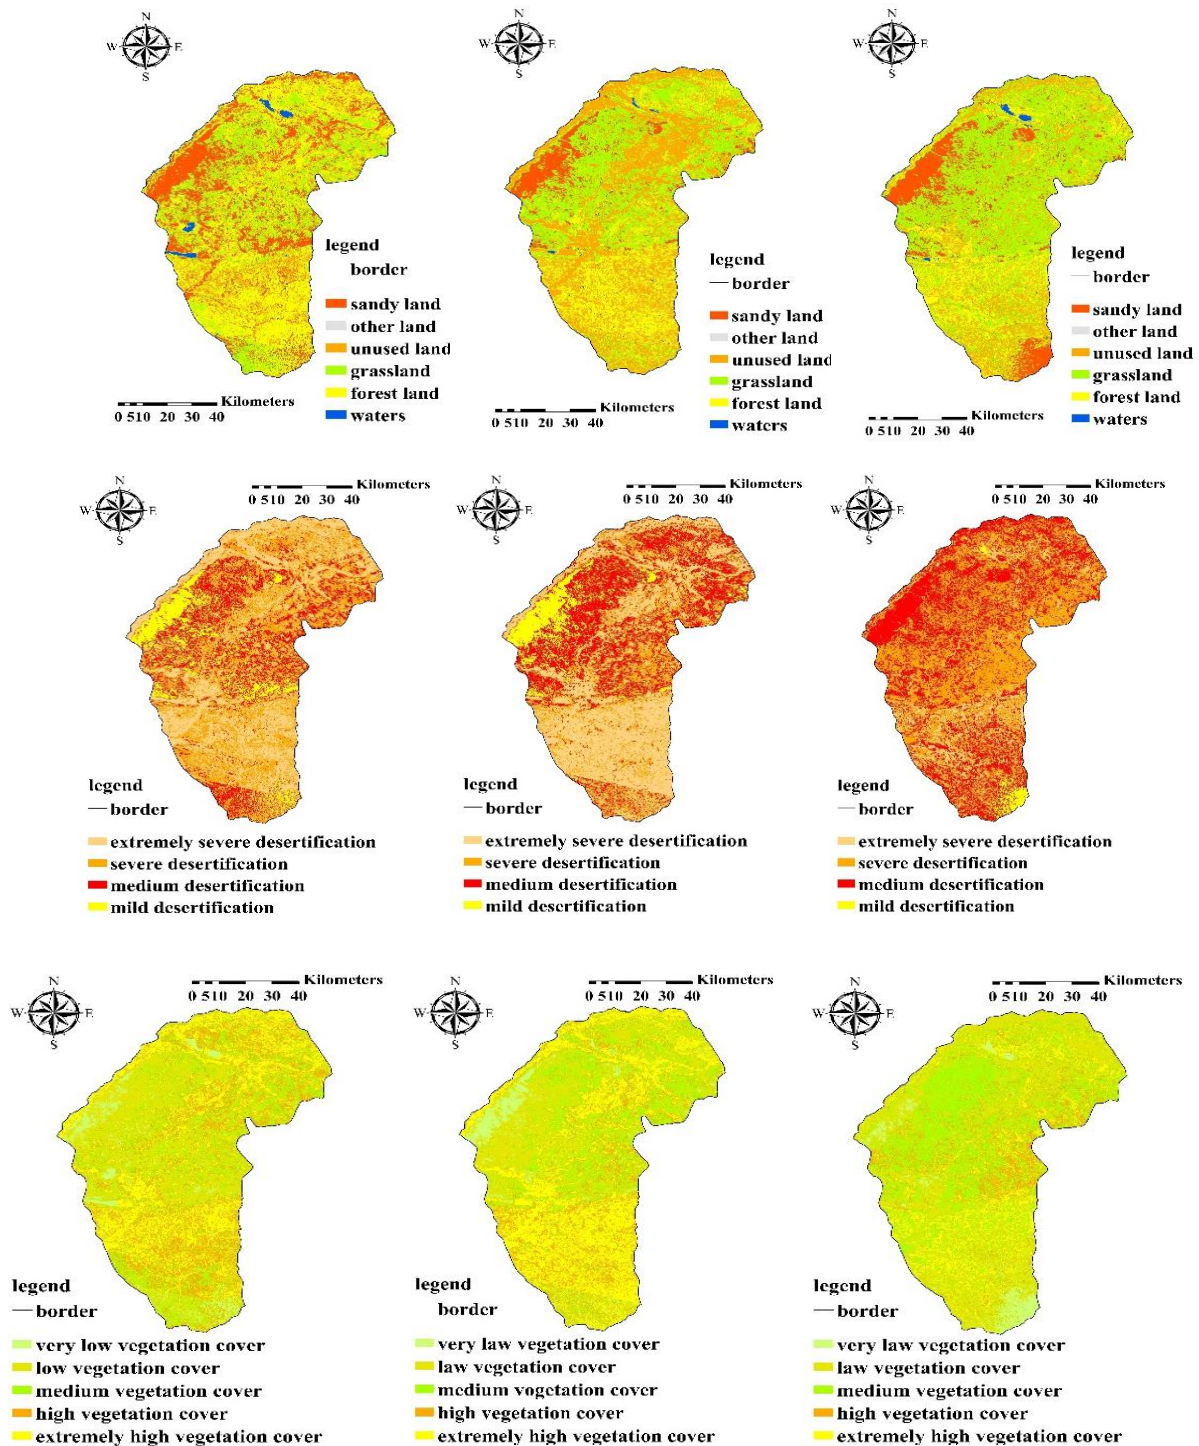 N
W E
S
legend
border
sandy land
other land
unused land
grassland
forest land
waters
Kilometers
0 510 20 30 40
N
W E
S
legend
border
sandy land
other land
unused land
grassland
forest land
waters
Kilometers
0 510 20 30 40
N
W E
S
legend
border
sandy land
other land
unused land
grassland
forest land
waters
Kilometers
0 510 20 30 40
N
W E
S
Kilometers
0 510 20 30 40
legend
border
extremely severe desertification
severe desertification
medium desertification
mild desertification
N
W E
S
Kilometers
0 510 20 30 40
legend
border
extremely severe desertification
severe desertification
medium desertification
mild desertification
N
W E
S
Kilometers
0 510 20 30 40
legend
border
extremely severe desertification
severe desertification
medium desertification
mild desertification
N
W E
S
Kilometers
0 510 20 30 40
legend
border
very low vegetation cover
low vegetation cover
medium vegetation cover
high vegetation cover
extremely high vegetation cover
N
W E
S
Kilometers
0 510 20 30 40
legend
border
very law vegetation cover
law vegetation cover
medium vogetation cover
high vegetation cover
extremely high vegetation cover
N
W E
S
Kilometers
0 510 20 30 40
legend
border
very law vegetation cover
law vegetation cover
medium vegetation cover
high vegetation cover
extremely high vegetation cover